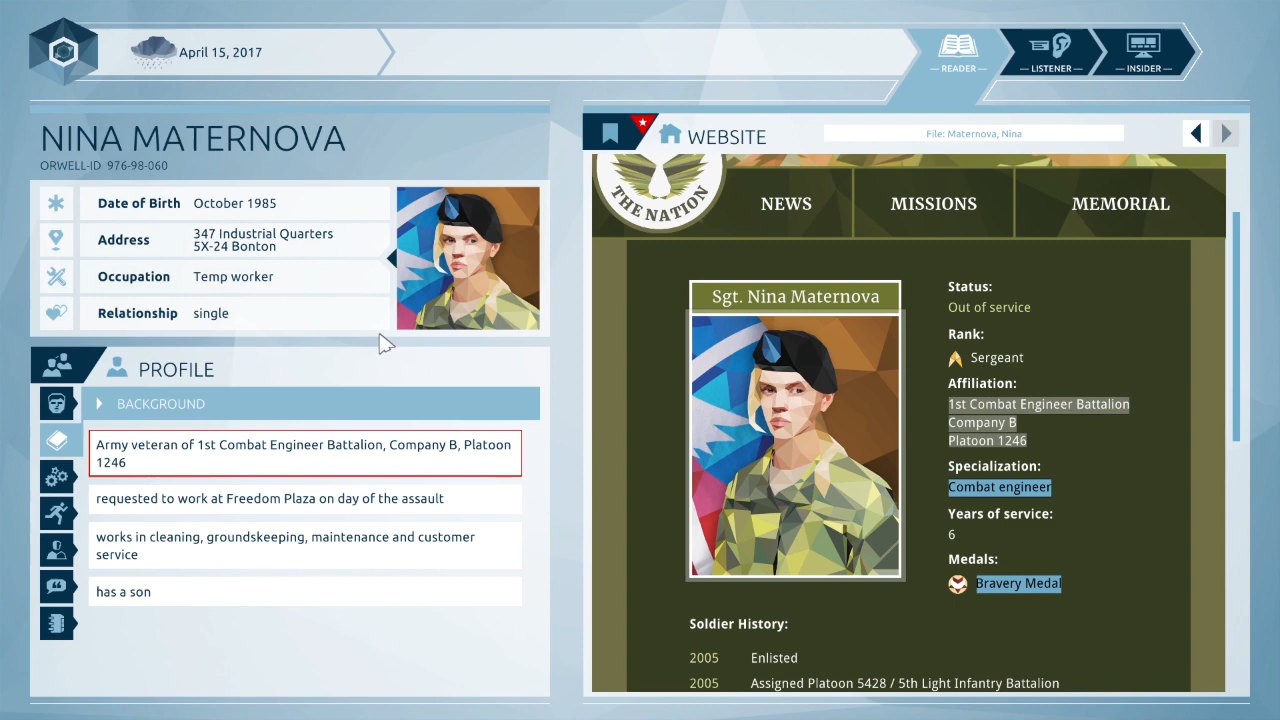 April 15, 2017
READER
LISTENER
INSIDER
NINA MATERNOVA
ORWELL-ID 976-98-060
Date of Birth October 1985
Address 347 Industrial Quarters
5X-24 Bonton
Occupation Temp worker
Relationship single
PROFILE
BACKGROUND
Army veteran of 1st Combat Engineer Battalion, Company B, Platoon
1246
requested to work at Freedom Plaza on day of the assault
works in cleaning, groundskeeping, maintenance and customer
service
has a son
WEBSITE
File: Maternova, Nina
THE NATION
NEWS
MISSIONS
MEMORIAL
Sgt. Nina Maternova
Status:
Out of service
Rank:
Sergeant
Affiliation:
1st Combat Engineer Battalion
Company B
Platoon 1246
Specialization:
Combat engineer
Years of service:
6
Medals:
Bravery Medal
Soldier History:
2005 Enlisted
2005 Assigned Platoon 5428 / 5th Light Infantry Battalion